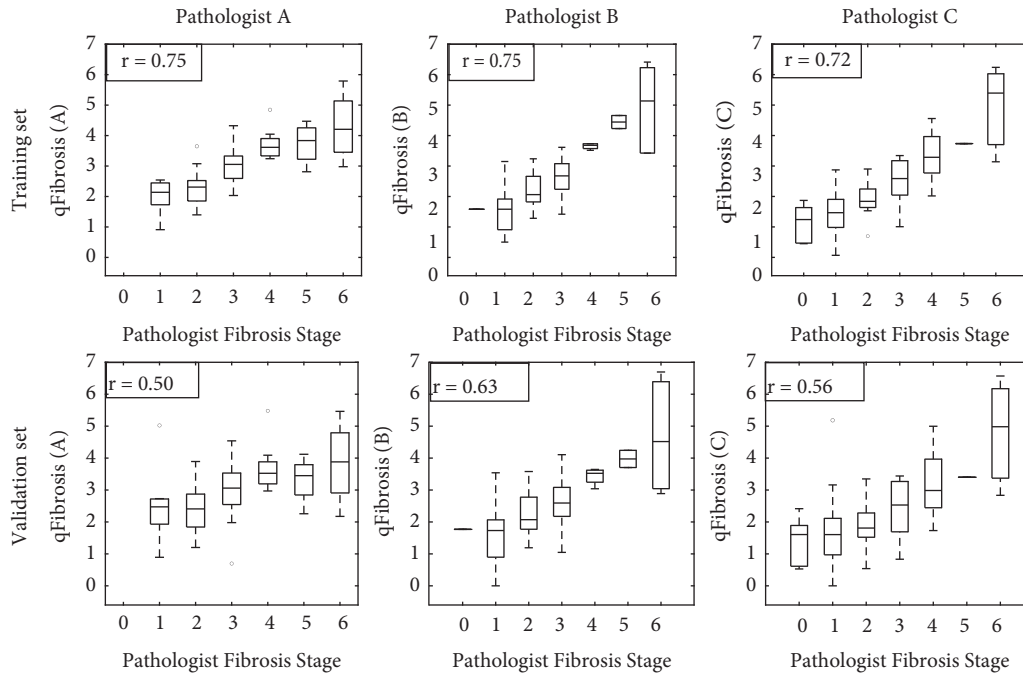 Pathologist A
Pathologist B
Pathologist C
Training set
qFibrosis (A)
7
6
5
4
3
2
1
0
r = 0.75
0 1 2 3 4 5 6
Pathologist Fibrosis Stage
qFibrosis (B)
7
6
5
4
3
2
1
0
r = 0.75
0 1 2 3 4 5 6
Pathologist Fibrosis Stage
qFibrosis (C)
7
6
5
4
3
2
1
0
r = 0.72
0 1 2 3 4 5 6
Pathologist Fibrosis Stage
Validation set
qFibrosis (A)
7
6
5
4
3
2
1
0
r = 0.50
0 1 2 3 4 5 6
Pathologist Fibrosis Stage
qFibrosis (B)
7
6
5
4
3
2
1
0
r = 0.63
0 1 2 3 4 5 6
Pathologist Fibrosis Stage
qFibrosis (C)
7
6
5
4
3
2
1
0
r = 0.56
0 1 2 3 4 5 6
Pathologist Fibrosis Stage